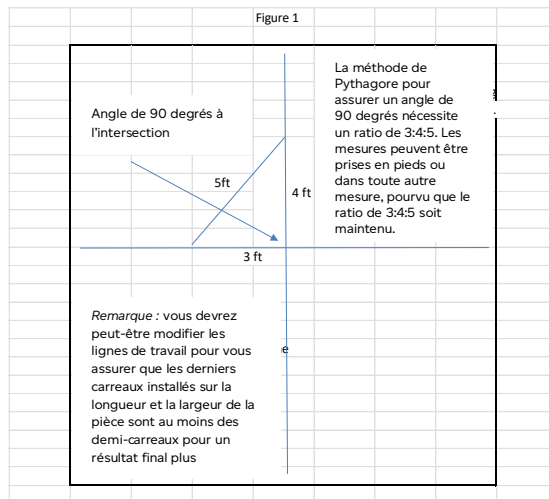 Figure 1
La méthode de
Pythagore pour
assurer un angle de
90 degrés nécessite
un ratio de 3:4:5. Les
mesures peuvent être
prises en pieds ou
dans toute autre
mesure, pourvu que le
ratio de 3:4:5 soit
maintenu.
Angle de 90 degrés à
l'intersection
5ft
4 ft
3 ft
Remarque : vous devrez
peut-être modifier les
lignes de travail pour vous
assurer que les derniers
carreaux installés sur la
longueur et la largeur de la
pièce sont au moins des
demi-carreaux pour un
résultat final plus